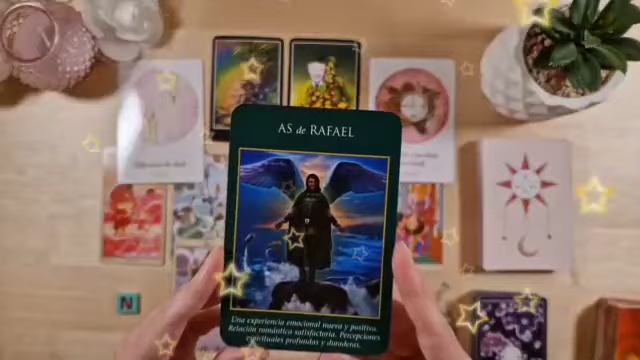 AS de RAFAEL
Una experiencia emocional nueva y positiva.
Relación romántica satisfactoria. Percepciones
espirituales profundas y duraderas.
N